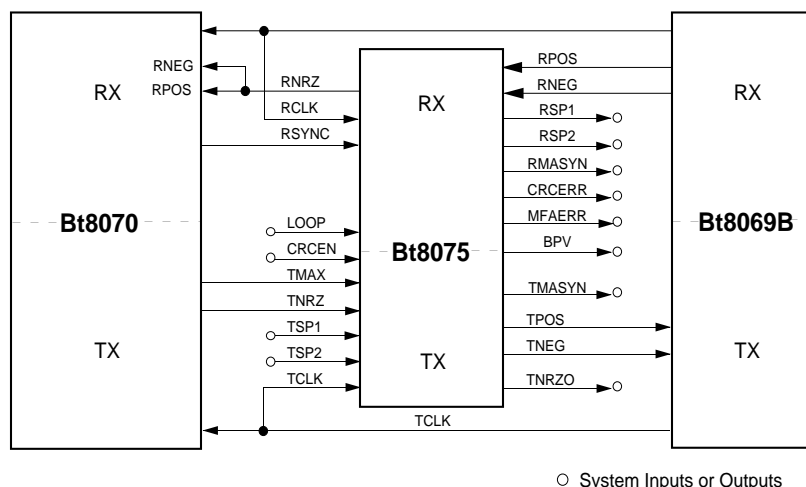 RPOS
RNEG
RNEG
RPOS
RNRZ
RX
RX
RX
RCLK
RSP1
RSYNC
RSP2
RMASYN
CRCERR
Bt8070
LOOP
MFAERR
Bt8069B
CRCEN
Bt8075
BPV
TMAX
TMASYN
TNRZ
TPOS
TSP1
TX
TNEG
TX
TSP2
TX
TCLK
TNRZO
TCLK
System Inputs or Outputs